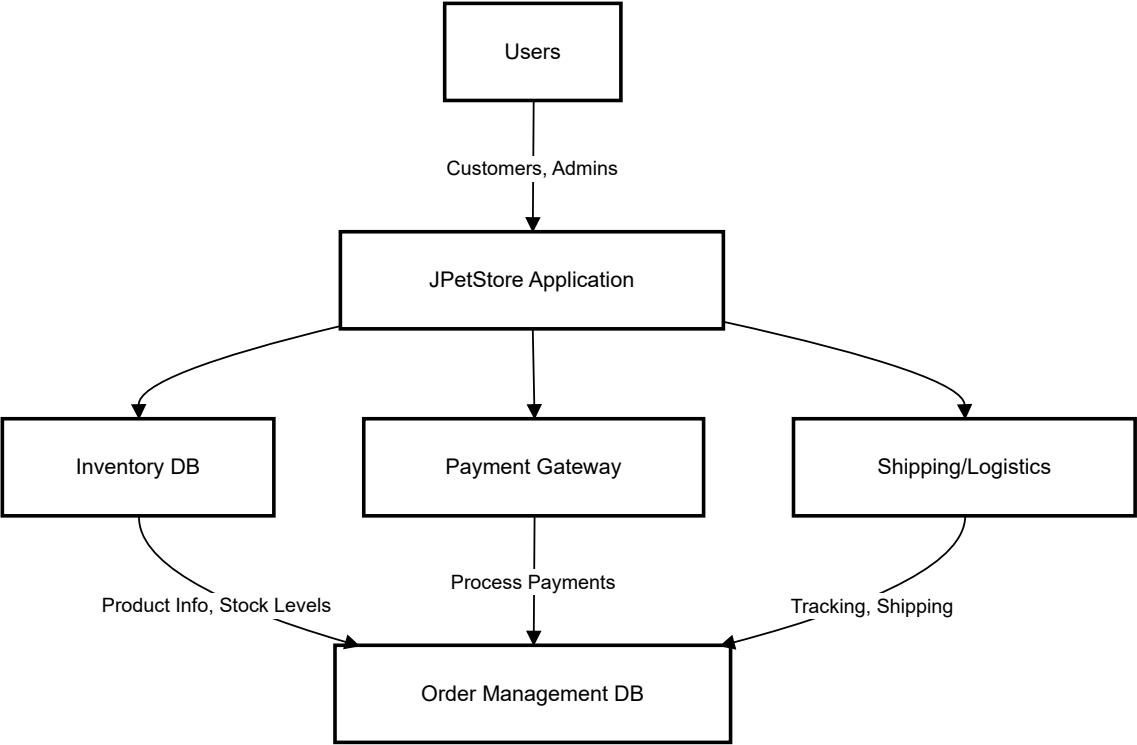 Users
Customers, Admins
JPetStore Application
Inventory DB
Payment Gateway
Shipping/Logistics
Process Payments
Product Info, Stock Levels
Tracking, Shipping
Order Management DB